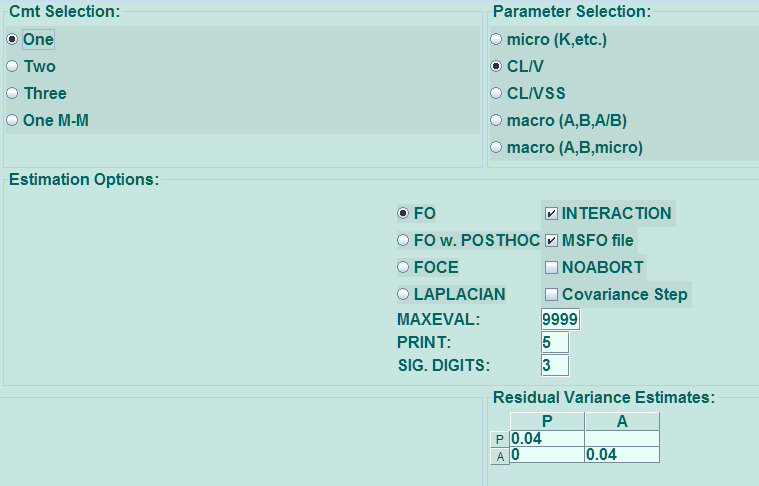 Cmt Selection:
One
Two
Three
One M-M
Parameter Selection:
micro (K,etc.)
CL/V
CL/VSS
macro (A,B,A/B)
macro (A,B,micro)
Estimation Options:
FO INTERACTION
FO w. POSTHOC MSFO file
FOCE NOABORT
LAPLACIAN Covariance Step
MAXEVAL: 9999
PRINT: 5
SIG. DIGITS: 3
Residual Variance Estimates:
P A
P 0.04
A 0 0.04